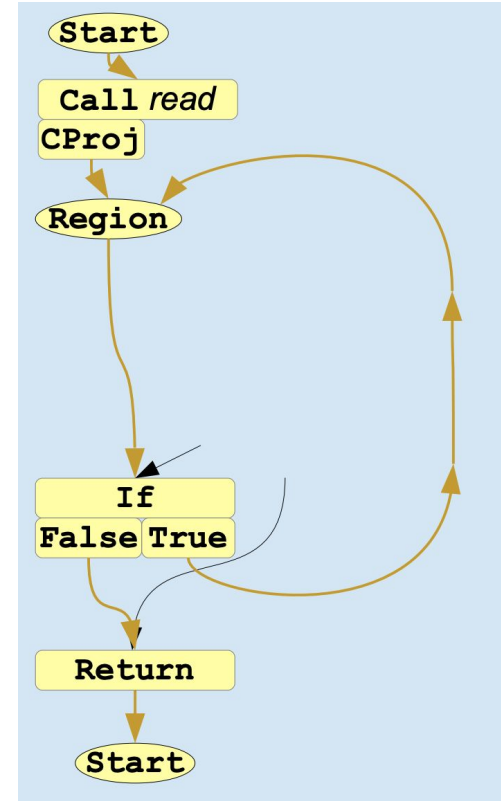 Start
Call read
CProj
Region
If
False True
Return
Start